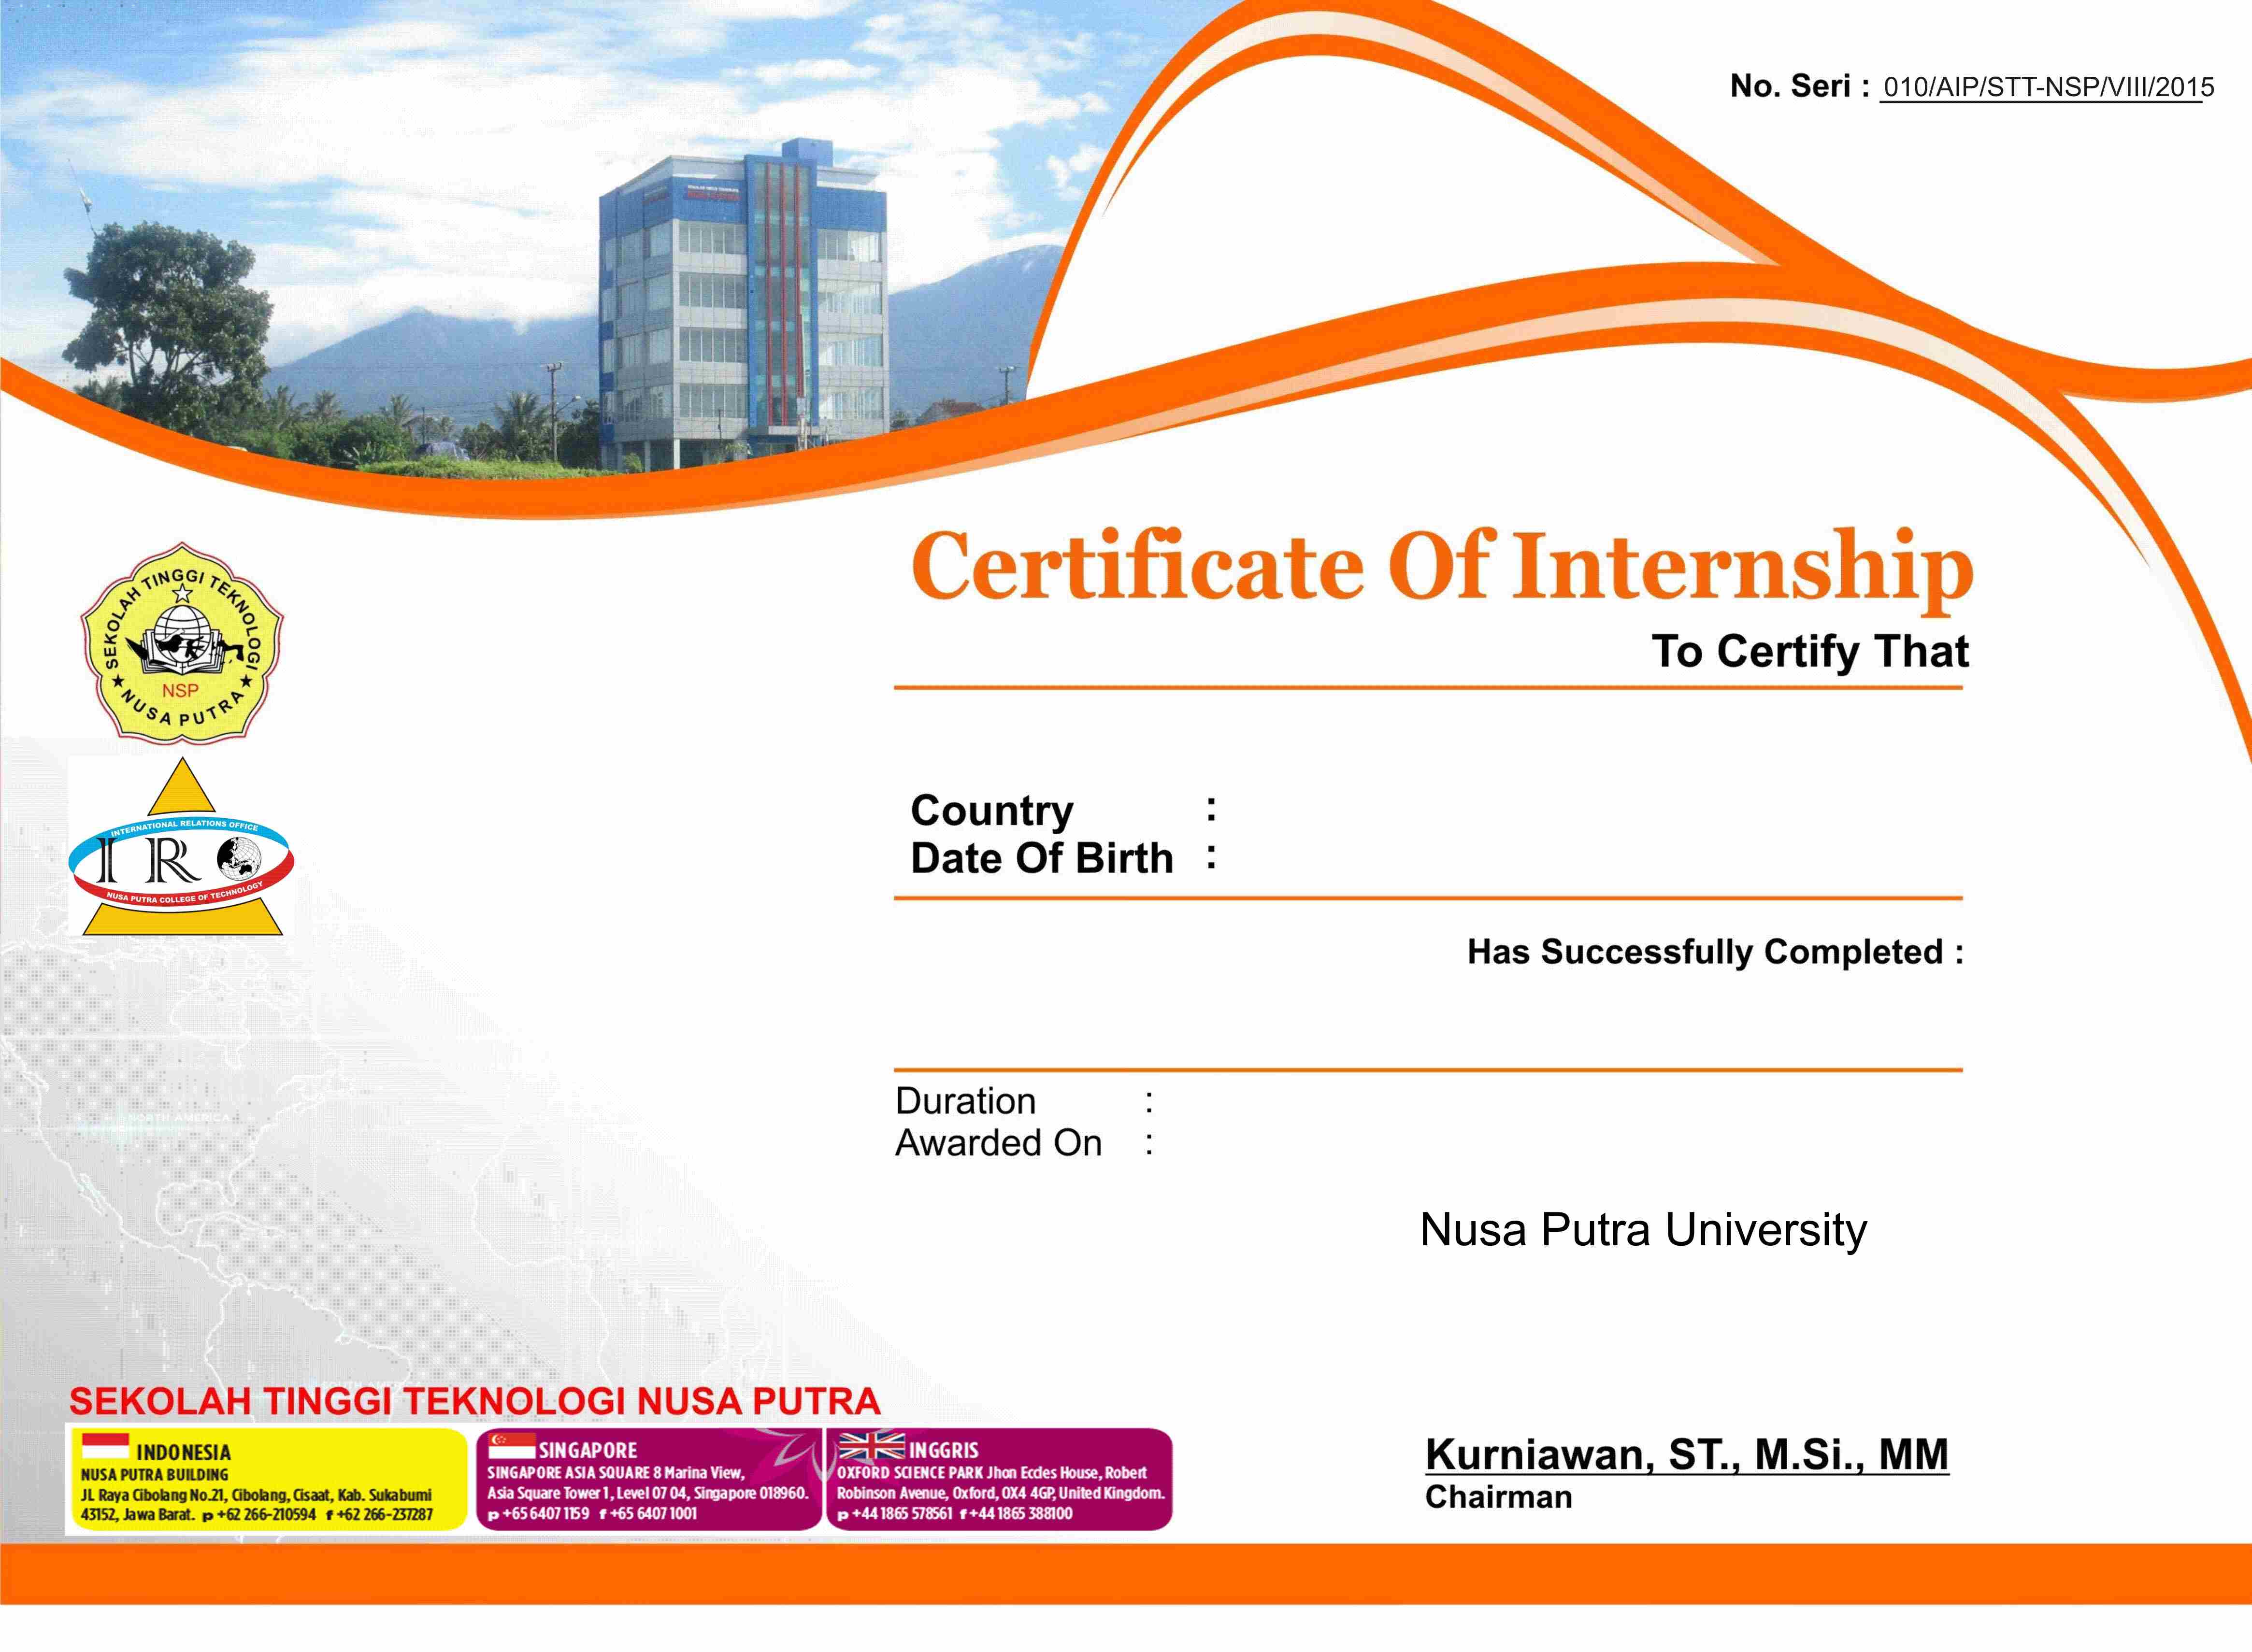 No. Seri : 010/AIP/STT-NSP/VIII/2015
Certificate Of Internship
To Certify That
SEKOLAH TINGGI TEKNOLOGI
NSP
NUSA PUTRA
INTERNATIONAL RELATIONS OFFICE
IRO
NUSA PUTRA COLLEGE OF TECHNOLOGY
Country :
Date Of Birth :
Has Successfully Completed :
Duration :
Awarded On :
NORTH AMERICA
Nusa Putra University
SOUTH AMERICA
SEKOLAH TINGGI TEKNOLOGI NUSA PUTRA
INDONESIA
NUSA PUTRA BUILDING
JL Raya Cibolang No.21, Cibolang, Cisaat, Kab. Sukabumi
43152, Jawa Barat. p +62 266-210594 f +62 266-237287
SINGAPORE
SINGAPORE ASIA SQUARE 8 Marina View,
Asia Square Tower 1, Level 07 04, Singapore 018960.
p +65 6407 1159 f +65 6407 1001
INGGRIS
OXFORD SCIENCE PARK Jhon Eccles House, Robert
Robinson Avenue, Oxford, OX4 4GP, United Kingdom.
p +44 1865 578561 f +44 1865 388100
Kurniawan, ST., M.Si., MM
Chairman